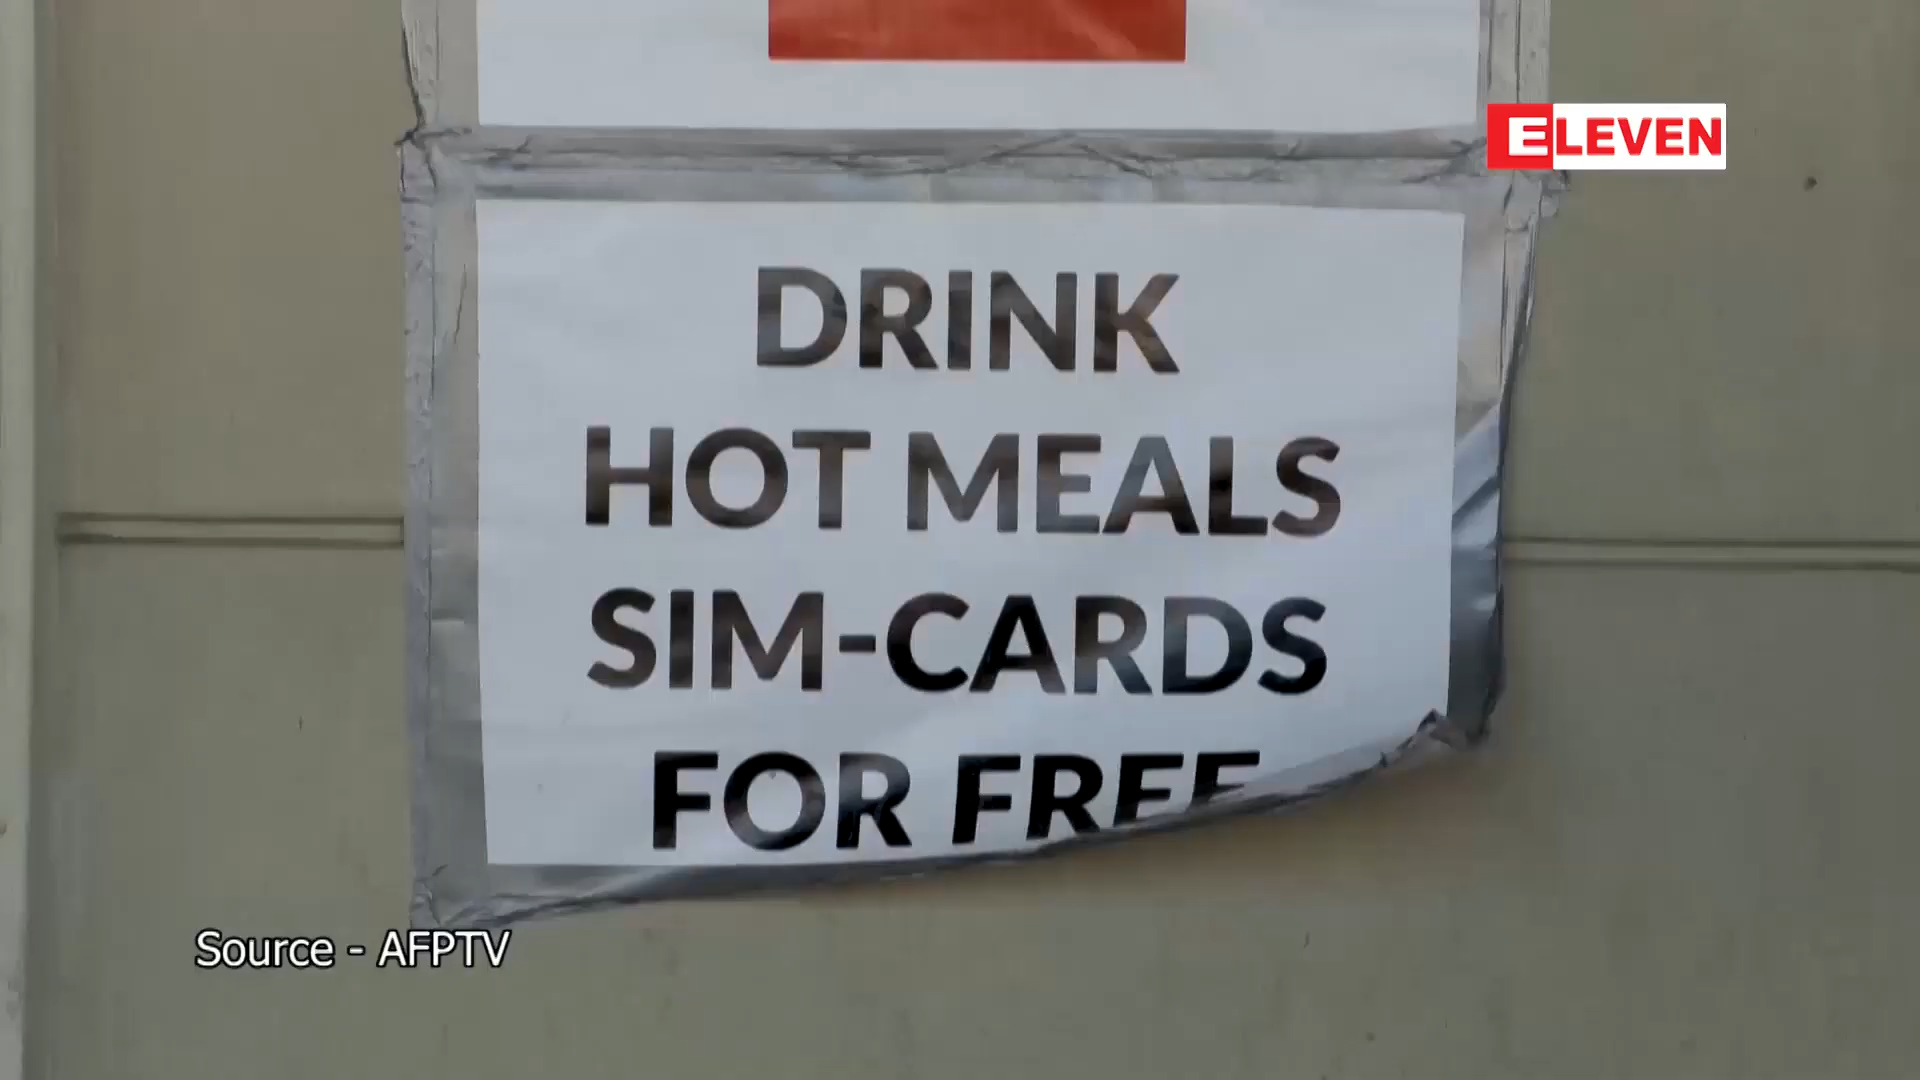 ELEVEN
DRINK
HOT MEALS
SIM-CARDS
FOR FREE
Source - AFPTV